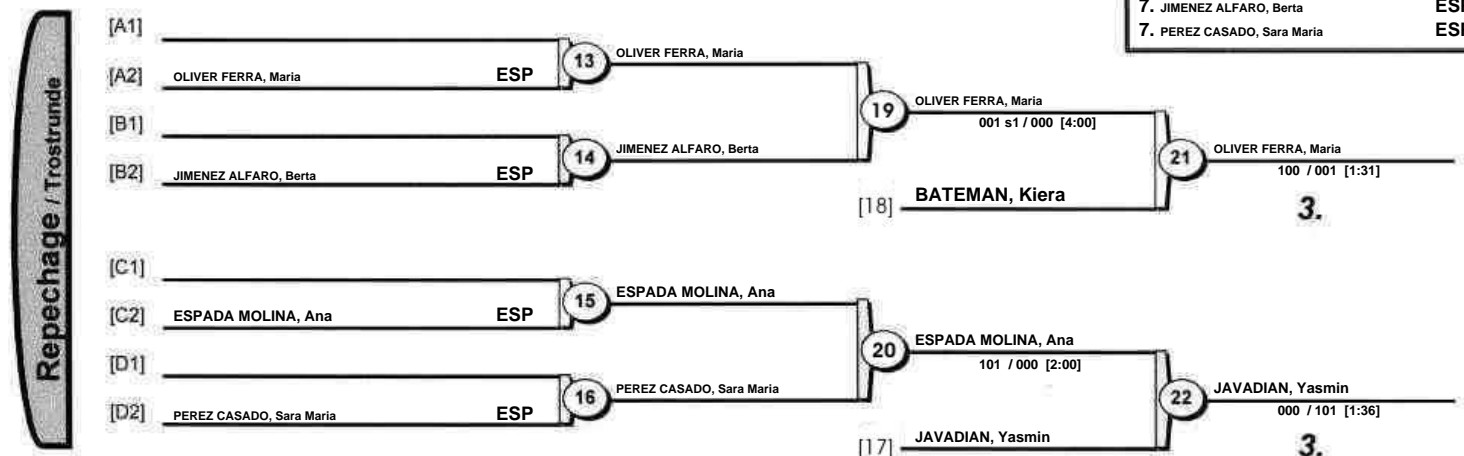 7. JIMENEZ ALFARO, Berta ESP
7. PEREZ CASADO, Sara Maria ESP
Repechage / Trostrunde
[A1]
[A2] OLIVER FERRA, Maria ESP
13
OLIVER FERRA, Maria
[B1]
[B2] JIMENEZ ALFARO, Berta ESP
14
JIMENEZ ALFARO, Berta
19
OLIVER FERRA, Maria
001 s1 / 000 [4:00]
[18] BATEMAN, Kiera
21
OLIVER FERRA, Maria
100 / 001 [1:31]
3.
[C1]
[C2] ESPADA MOLINA, Ana ESP
15
ESPADA MOLINA, Ana
[D1]
[D2] PEREZ CASADO, Sara Maria ESP
16
PEREZ CASADO, Sara Maria
20
ESPADA MOLINA, Ana
101 / 000 [2:00]
[17] JAVADIAN, Yasmin
22
JAVADIAN, Yasmin
000 / 101 [1:36]
3.